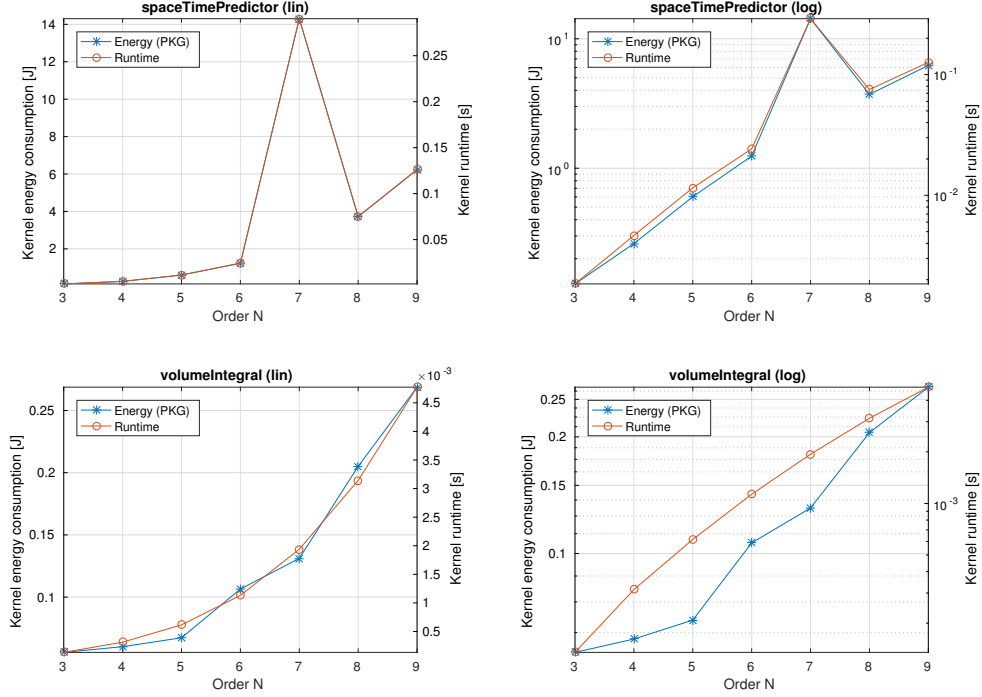 spaceTimePredictor (lin)
Energy (PKG)
Runtime
Kernel energy consumption [J]
14
12
10
8
6
4
2
0.25
0.2
0.15
0.1
0.05
Kernel runtime [s]
3 4 5 6 7 8 9
Order N
spaceTimePredictor (log)
Energy (PKG)
Runtime
Kernel energy consumption [J]
10^1
10^0
10^-1
10^-2
Kernel runtime [s]
3 4 5 6 7 8 9
Order N
volumeIntegral (lin)
× 10^-3
Energy (PKG)
Runtime
Kernel energy consumption [J]
0.25
0.2
0.15
0.1
4.5
4
3.5
3
2.5
2
1.5
1
0.5
Kernel runtime [s]
3 4 5 6 7 8 9
Order N
volumeIntegral (log)
Energy (PKG)
Runtime
Kernel energy consumption [J]
0.25
0.2
0.15
0.1
10^-3
Kernel runtime [s]
3 4 5 6 7 8 9
Order N